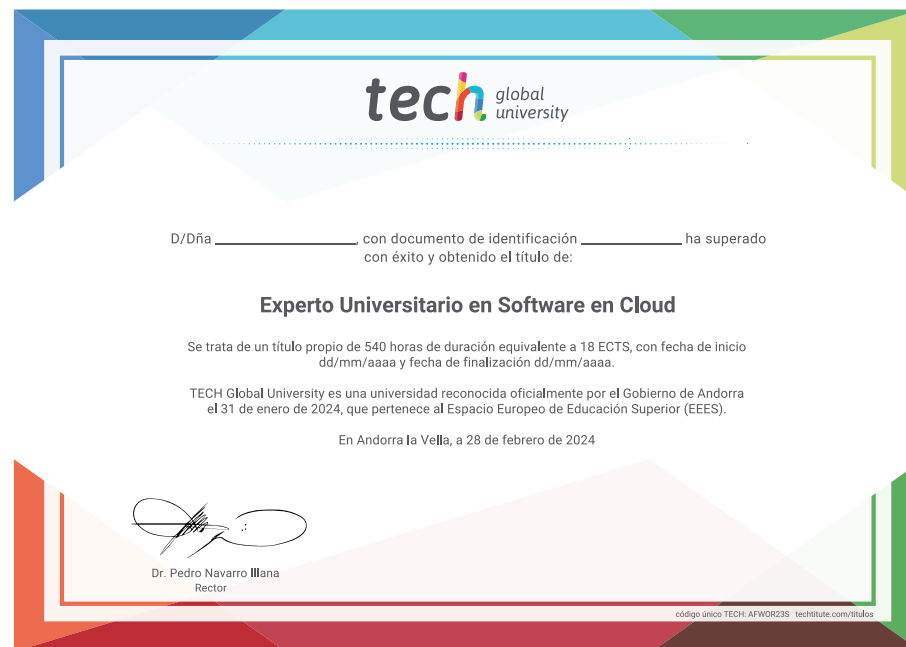 tech global university
D/Dña ________________, con documento de identificación ____________ ha superado
con éxito y obtenido el título de:
Experto Universitario en Software en Cloud
Se trata de un título propio de 540 horas de duración equivalente a 18 ECTS, con fecha de inicio
dd/mm/aaaa y fecha de finalización dd/mm/aaaa.
TECH Global University es una universidad reconocida oficialmente por el Gobierno de Andorra
el 31 de enero de 2024, que pertenece al Espacio Europeo de Educación Superior (EEES).
En Andorra la Vella, a 28 de febrero de 2024
Dr. Pedro Navarro Illana
Rector
código único TECH: AFWOR23S techtitute.com/titulos